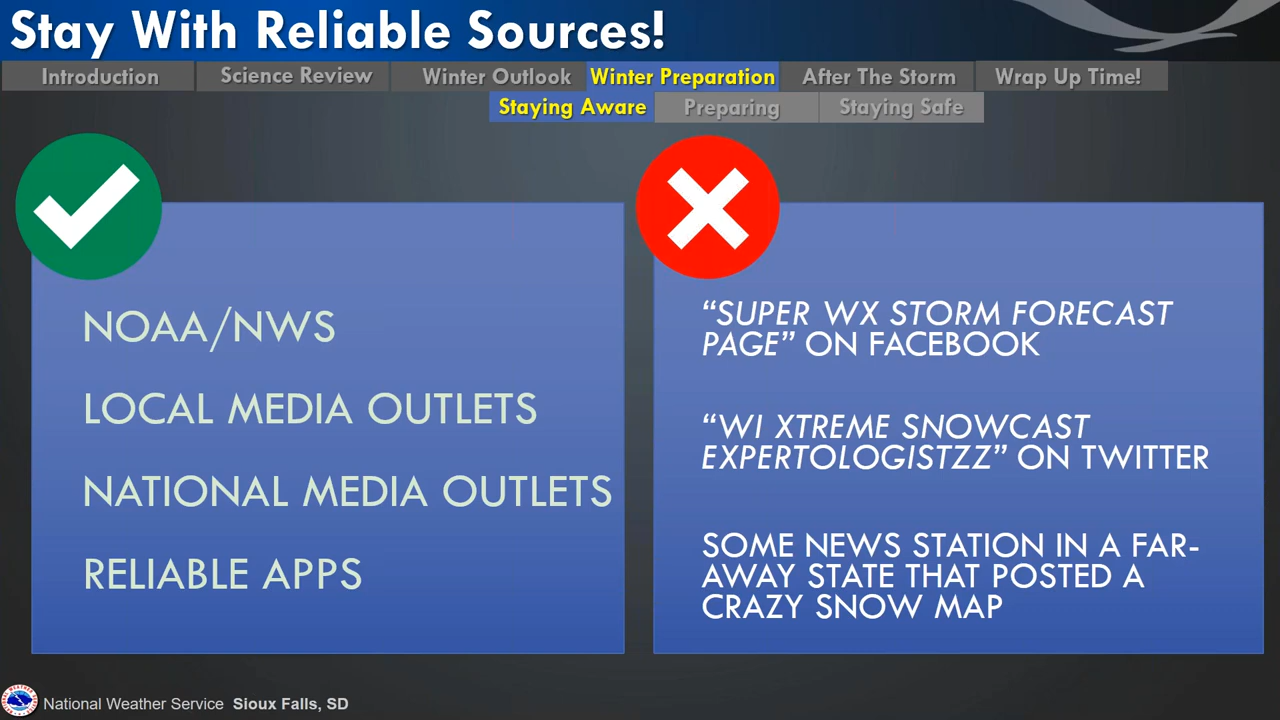 Stay With Reliable Sources!
Introduction Science Review Winter Outlook Winter Preparation After The Storm Wrap Up Time!
Staying Aware Preparing Staying Safe
NOAA/NWS
LOCAL MEDIA OUTLETS
NATIONAL MEDIA OUTLETS
RELIABLE APPS
“SUPER WX STORM FORECAST
PAGE” ON FACEBOOK
“WI XTREME SNOWCAST
EXPERTOLOGISTZZ” ON TWITTER
SOME NEWS STATION IN A FAR-
AWAY STATE THAT POSTED A
CRAZY SNOW MAP
National Weather Service Sioux Falls, SD